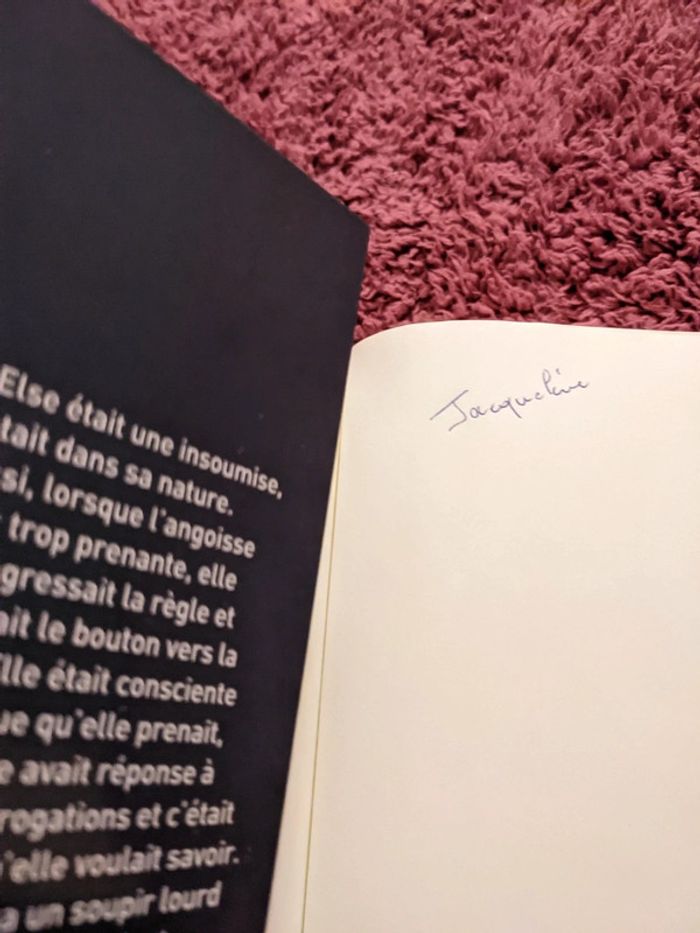 Else était une insoumise,
tait dans sa nature.
si, lorsque l'angoisse
trop prenante, elle
gressait la règle et
ait le bouton vers la
lle était consciente
ue qu'elle prenait,
e avait réponse à
rogations et c'était
'elle voulait savoir.
a un soupir lourd
Jacqueline